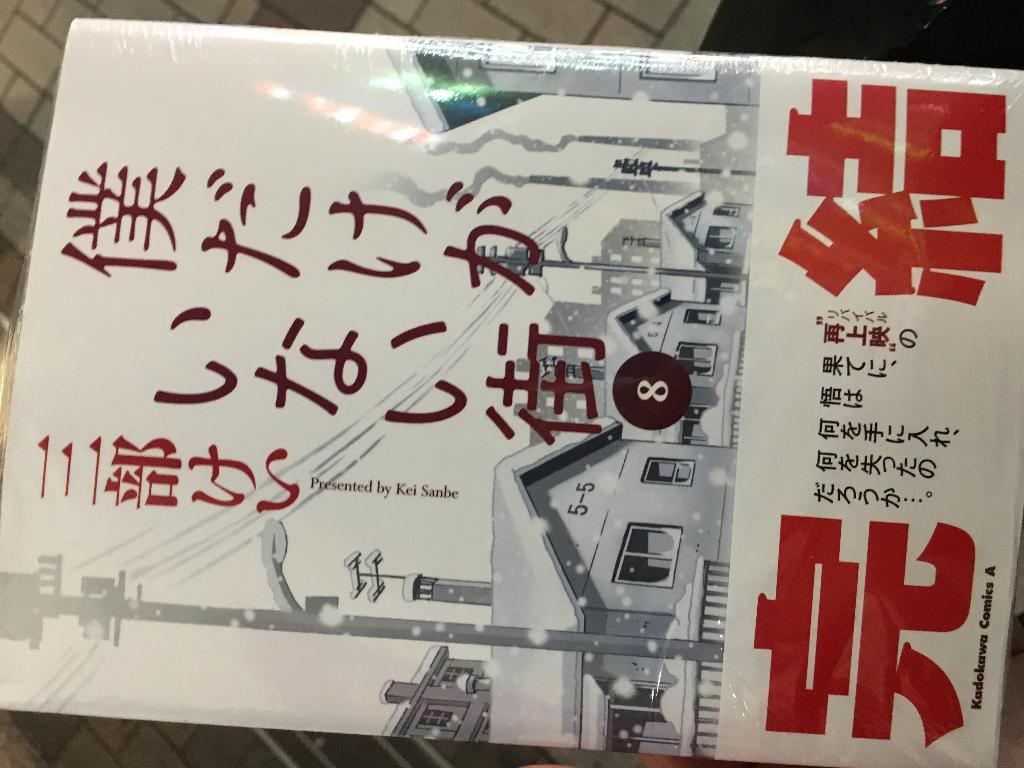 僕だけが
いない街
8
三部けい
Presented by Kei Sanbe
5-5
完結
リバイバル
”再上映“の
果てに、
悟は
何を手に入れ、
何を失ったの
だろうか…。
Kadokawa Comics A